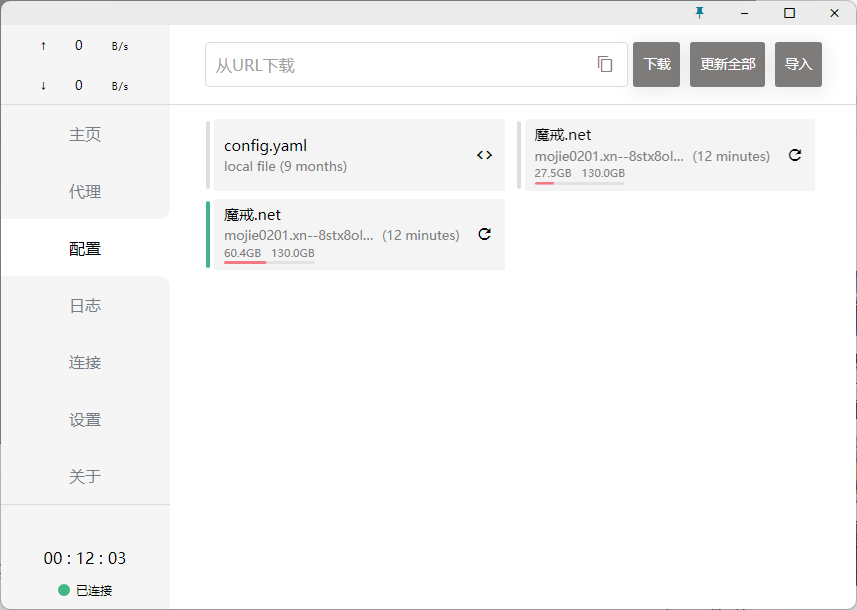 ↑ 0 B/s
↓ 0 B/s
主页
代理
配置
日志
连接
设置
关于
00 : 12 : 03
已连接
从URL下载
下载
更新全部
导入
config.yaml
local file (9 months)
魔戒.net
mojie0201.xn--8stx8ol... (12 minutes)
27.5GB 130.0GB
魔戒.net
mojie0201.xn--8stx8ol... (12 minutes)
60.4GB 130.0GB